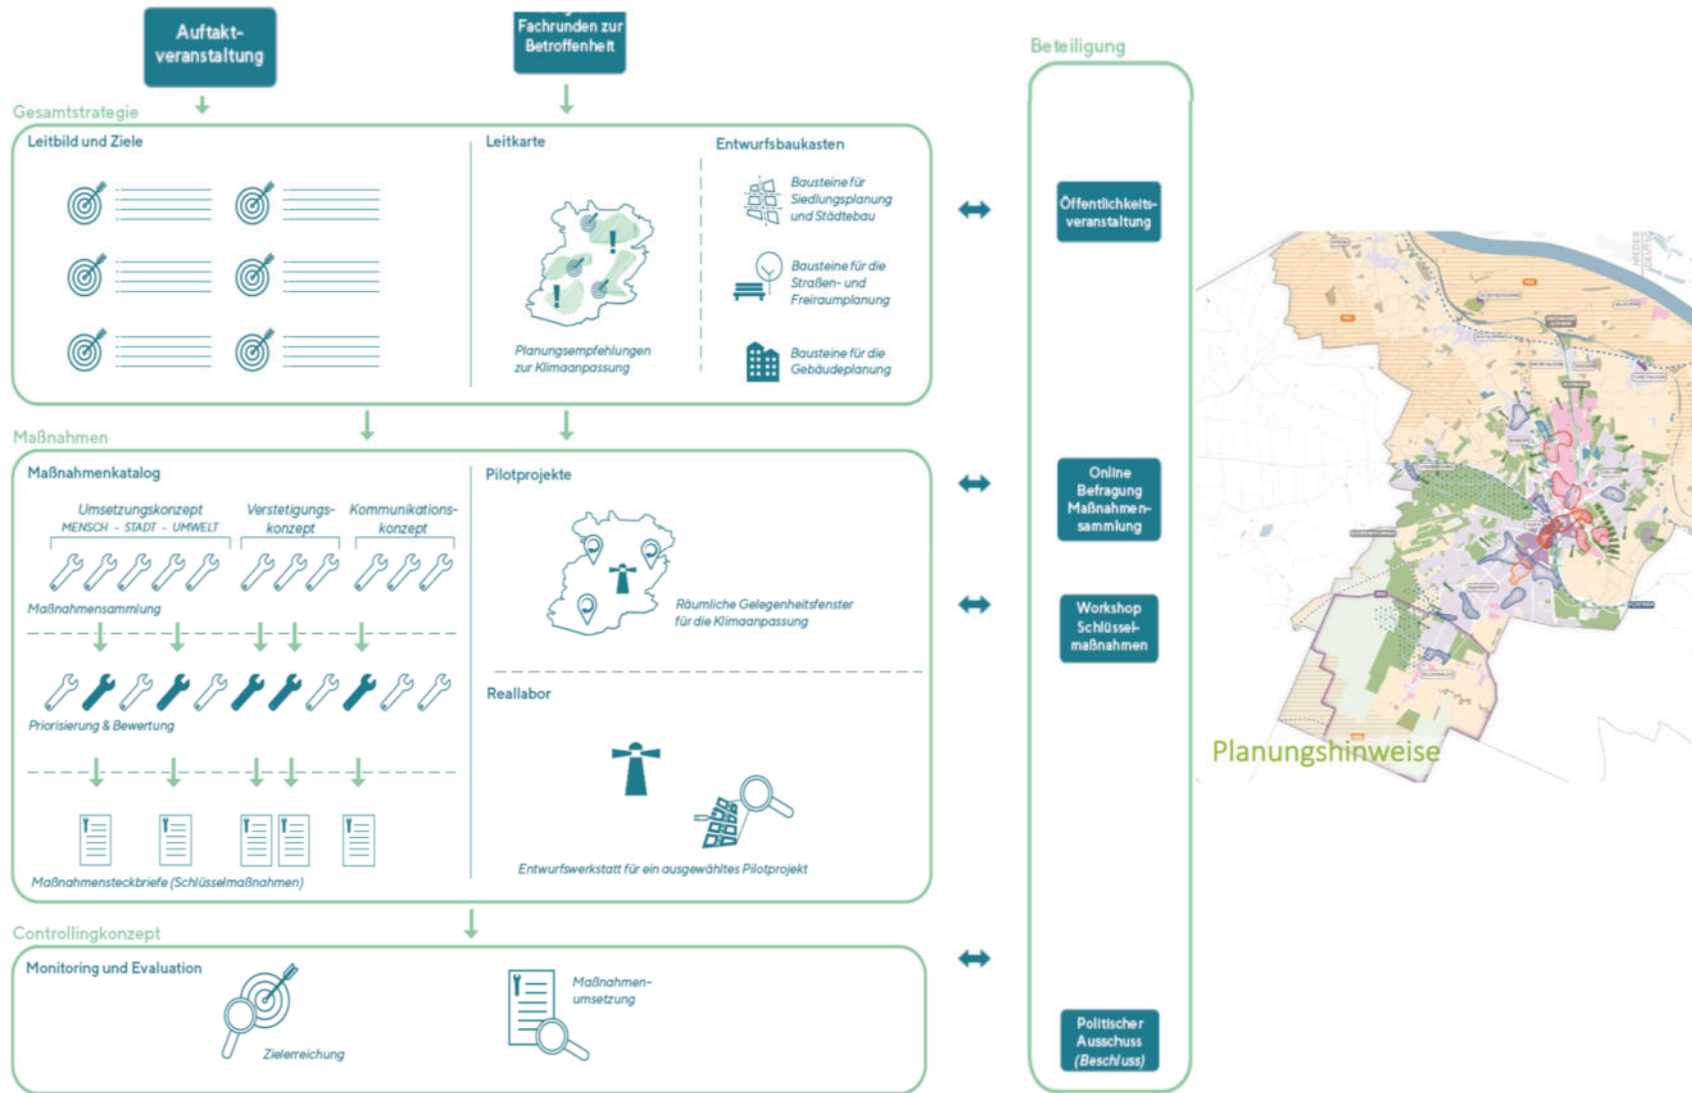 Auftakt-
veranstaltung
Fachrunden zur
Betroffenheit
Gesamtstrategie
Leitbild und Ziele
Leitkarte
Planungsempfehlungen
zur Klimaanpassung
Entwurfsbaukasten
Bausteine für
Siedlungsplanung
und Städtebau
Bausteine für die
Straßen- und
Freiraumplanung
Bausteine für die
Gebäudeplanung
Maßnahmen
Maßnahmenkatalog
Umsetzungskonzept
MENSCH - STADT - UMWELT
Verstetigungs-
konzept
Kommunikations-
konzept
Maßnahmensammlung
Priorisierung & Bewertung
Maßnahmensteckbriefe (Schlüsselmaßnahmen)
Pilotprojekte
Räumliche Gelegenheitsfenster
für die Klimaanpassung
Reallabor
Entwurfswerkstatt für ein ausgewähltes Pilotprojekt
Controllingkonzept
Monitoring und Evaluation
Zielerreichung
Maßnahmen-
umsetzung
Beteiligung
Öffentlichkeits-
veranstaltung
Online
Befragung
Maßnahmen-
sammlung
Workshop
Schlüssel-
maßnahmen
Politischer
Ausschuss
(Beschluss)
Planungshinweise